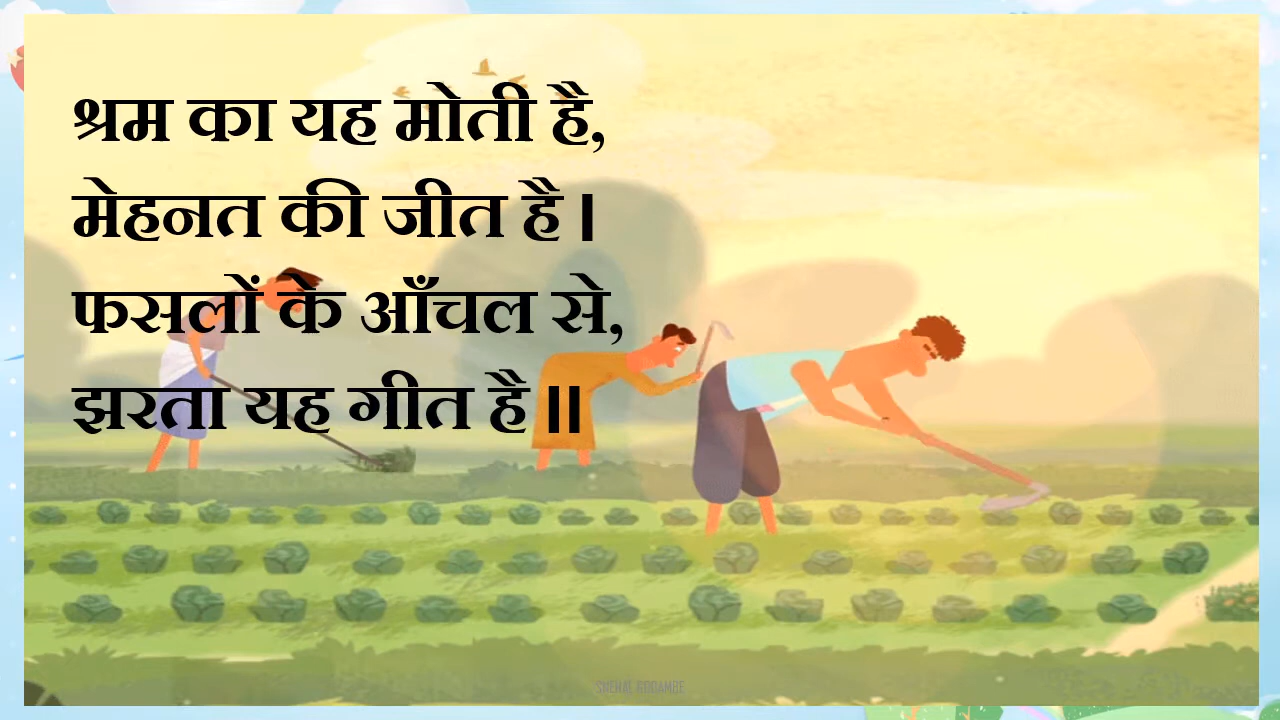 श्रम का यह मोती है,
मेहनत की जीत है।
फसलों के आँचल से,
झरता यह गीत है॥